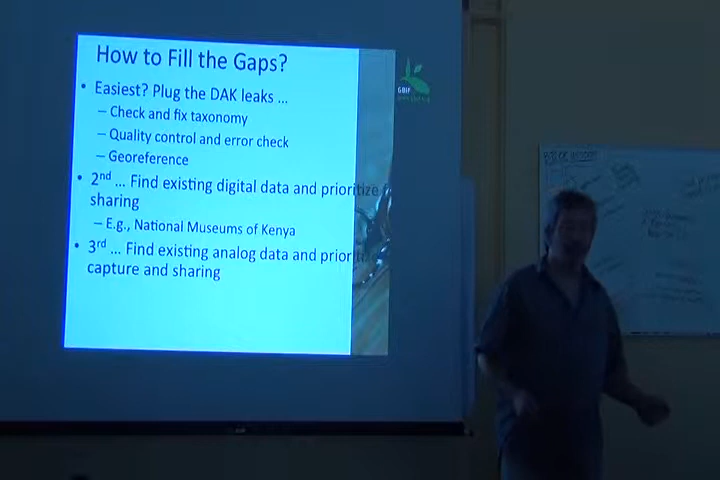 How to Fill the Gaps?
• Easiest? Plug the DAK leaks ...
– Check and fix taxonomy
– Quality control and error check
– Georeference
• 2nd ... Find existing digital data and prioritize
sharing
– E.g., National Museums of Kenya
• 3rd ... Find existing analog data and
capture and sharing
GBIF